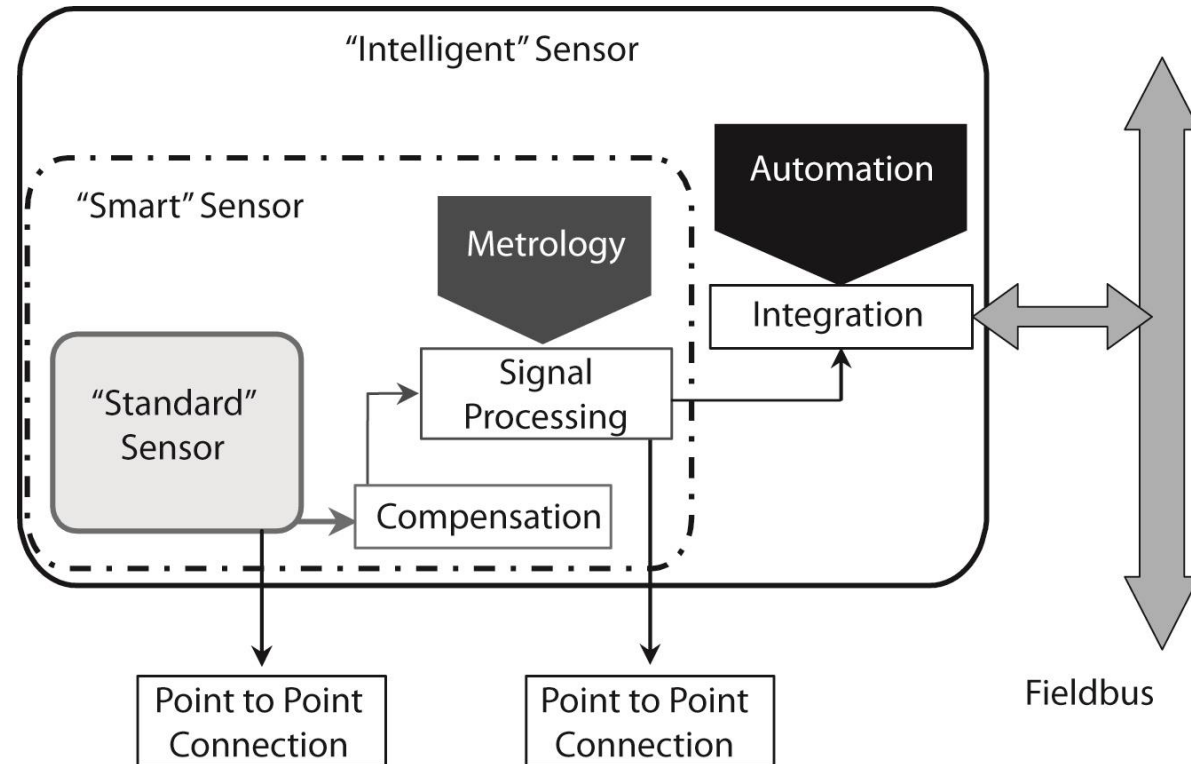 “Intelligent” Sensor
Automation
“Smart” Sensor
Metrology
Integration
“Standard”
Sensor
Signal
Processing
Compensation
Point to Point
Connection
Point to Point
Connection
Fieldbus